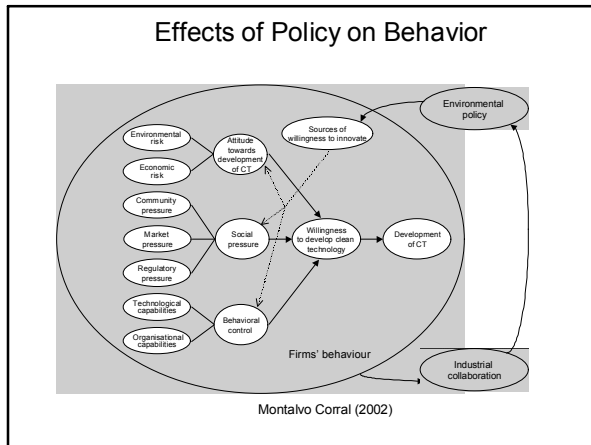 Effects of Policy on Behavior
Environmental
policy
Sources of
willingness to innovate
Environmental
risk
Attitude
towards
development
of CT
Economic
risk
Community
pressure
Market
pressure
Social
pressure
Willingness
to develop clean
technology
Development
of CT
Regulatory
pressure
Technological
capabilities
Behavioral
control
Organisational
capabilities
Firms' behaviour
Industrial
collaboration
Montalvo Corral (2002)